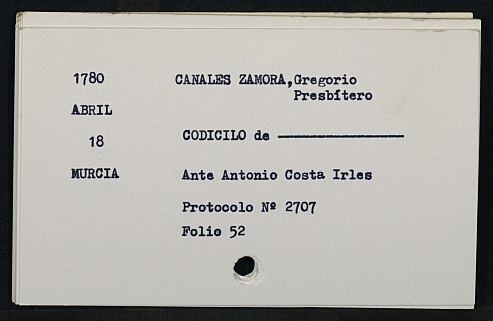 1780 CANALES ZAMORA, Gregorio
Presbítero
ABRIL
18 CODICILO de
MURCIA Ante Antonio Costa Irles
Protocolo Nº 2707
Folio 52